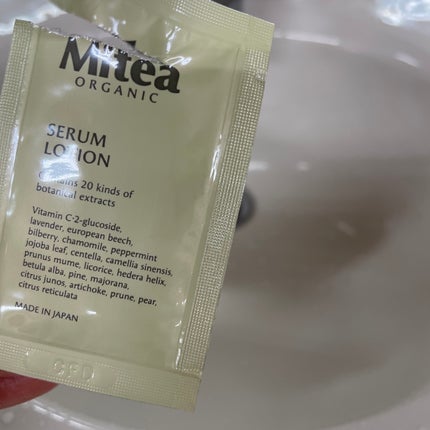 Mitea
ORGANIC
SERUM
LOTION
Contains 20 kinds of
botanical extracts
Vitamin C-2-glucoside,
lavender, european beech,
bilberry, chamomile, peppermint
jojoba leaf, centella, camellia sinensis,
prunus mume, licorice, hedera helix,
betula alba, pine, majorana,
citrus junos, artichoke, prune, pear,
citrus reticulata
MADE IN JAPAN